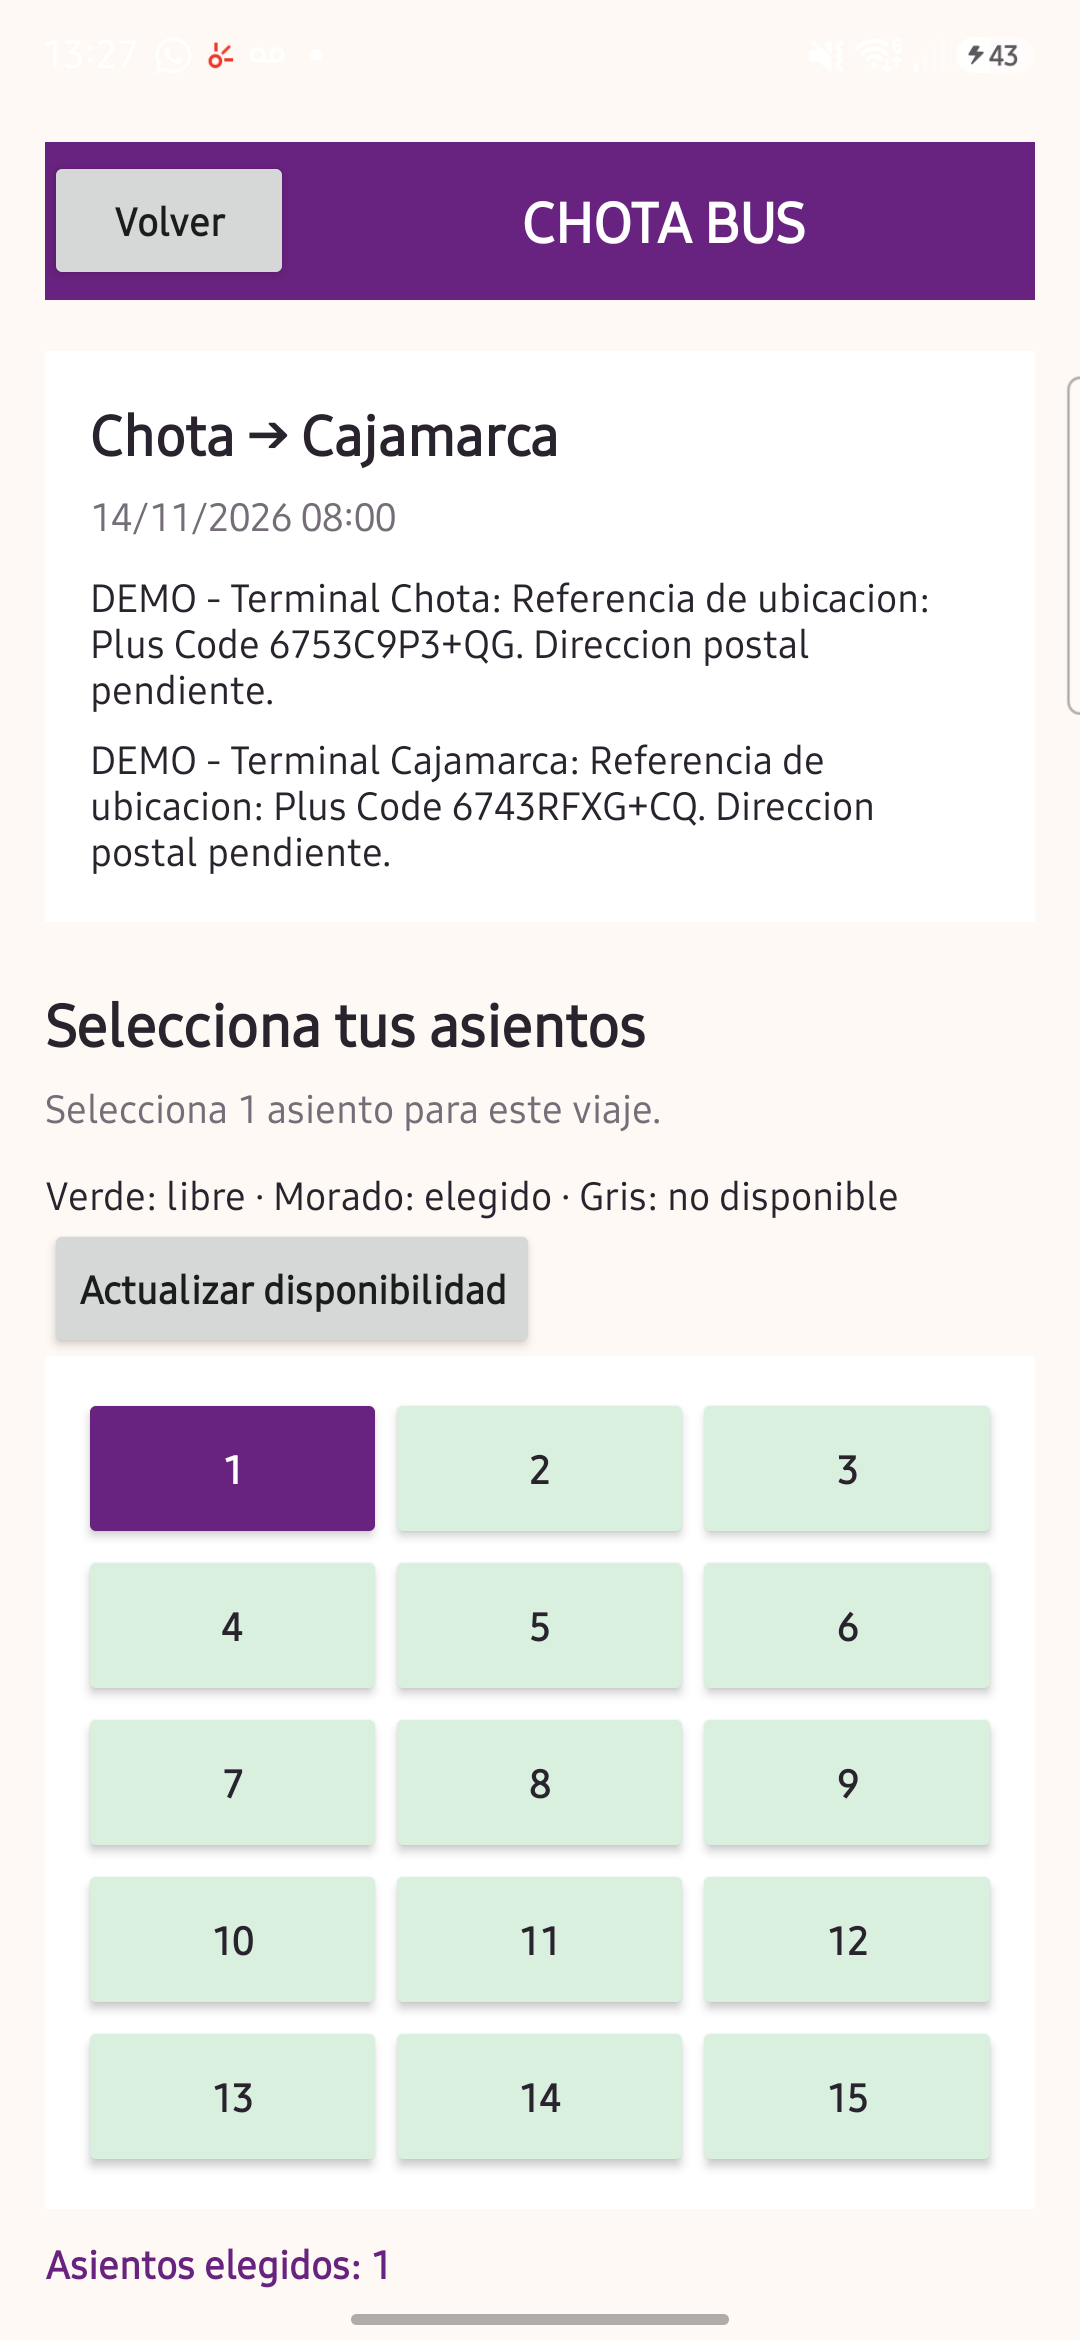 13:27
43
Volver
CHOTA BUS
Chota → Cajamarca
14/11/2026 08:00
DEMO - Terminal Chota: Referencia de ubicacion:
Plus Code 6753C9P3+QG. Direccion postal
pendiente.
DEMO - Terminal Cajamarca: Referencia de
ubicacion: Plus Code 6743RFXG+CQ. Direccion
postal pendiente.
Selecciona tus asientos
Selecciona 1 asiento para este viaje.
Verde: libre · Morado: elegido · Gris: no disponible
Actualizar disponibilidad
1
2
3
4
5
6
7
8
9
10
11
12
13
14
15
Asientos elegidos: 1